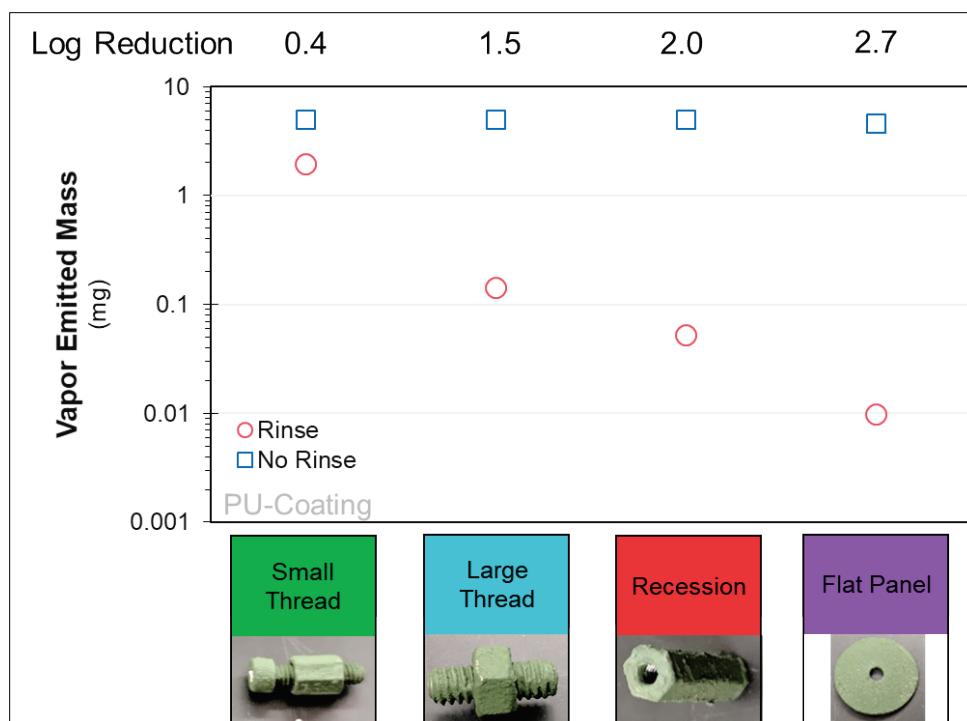 Log Reduction 0.4 1.5 2.0 2.7
10
1
0.1
0.01
0.001
Vapor Emitted Mass
(mg)
Rinse
No Rinse
PU-Coating
Small
Thread
Large
Thread
Recession
Flat Panel